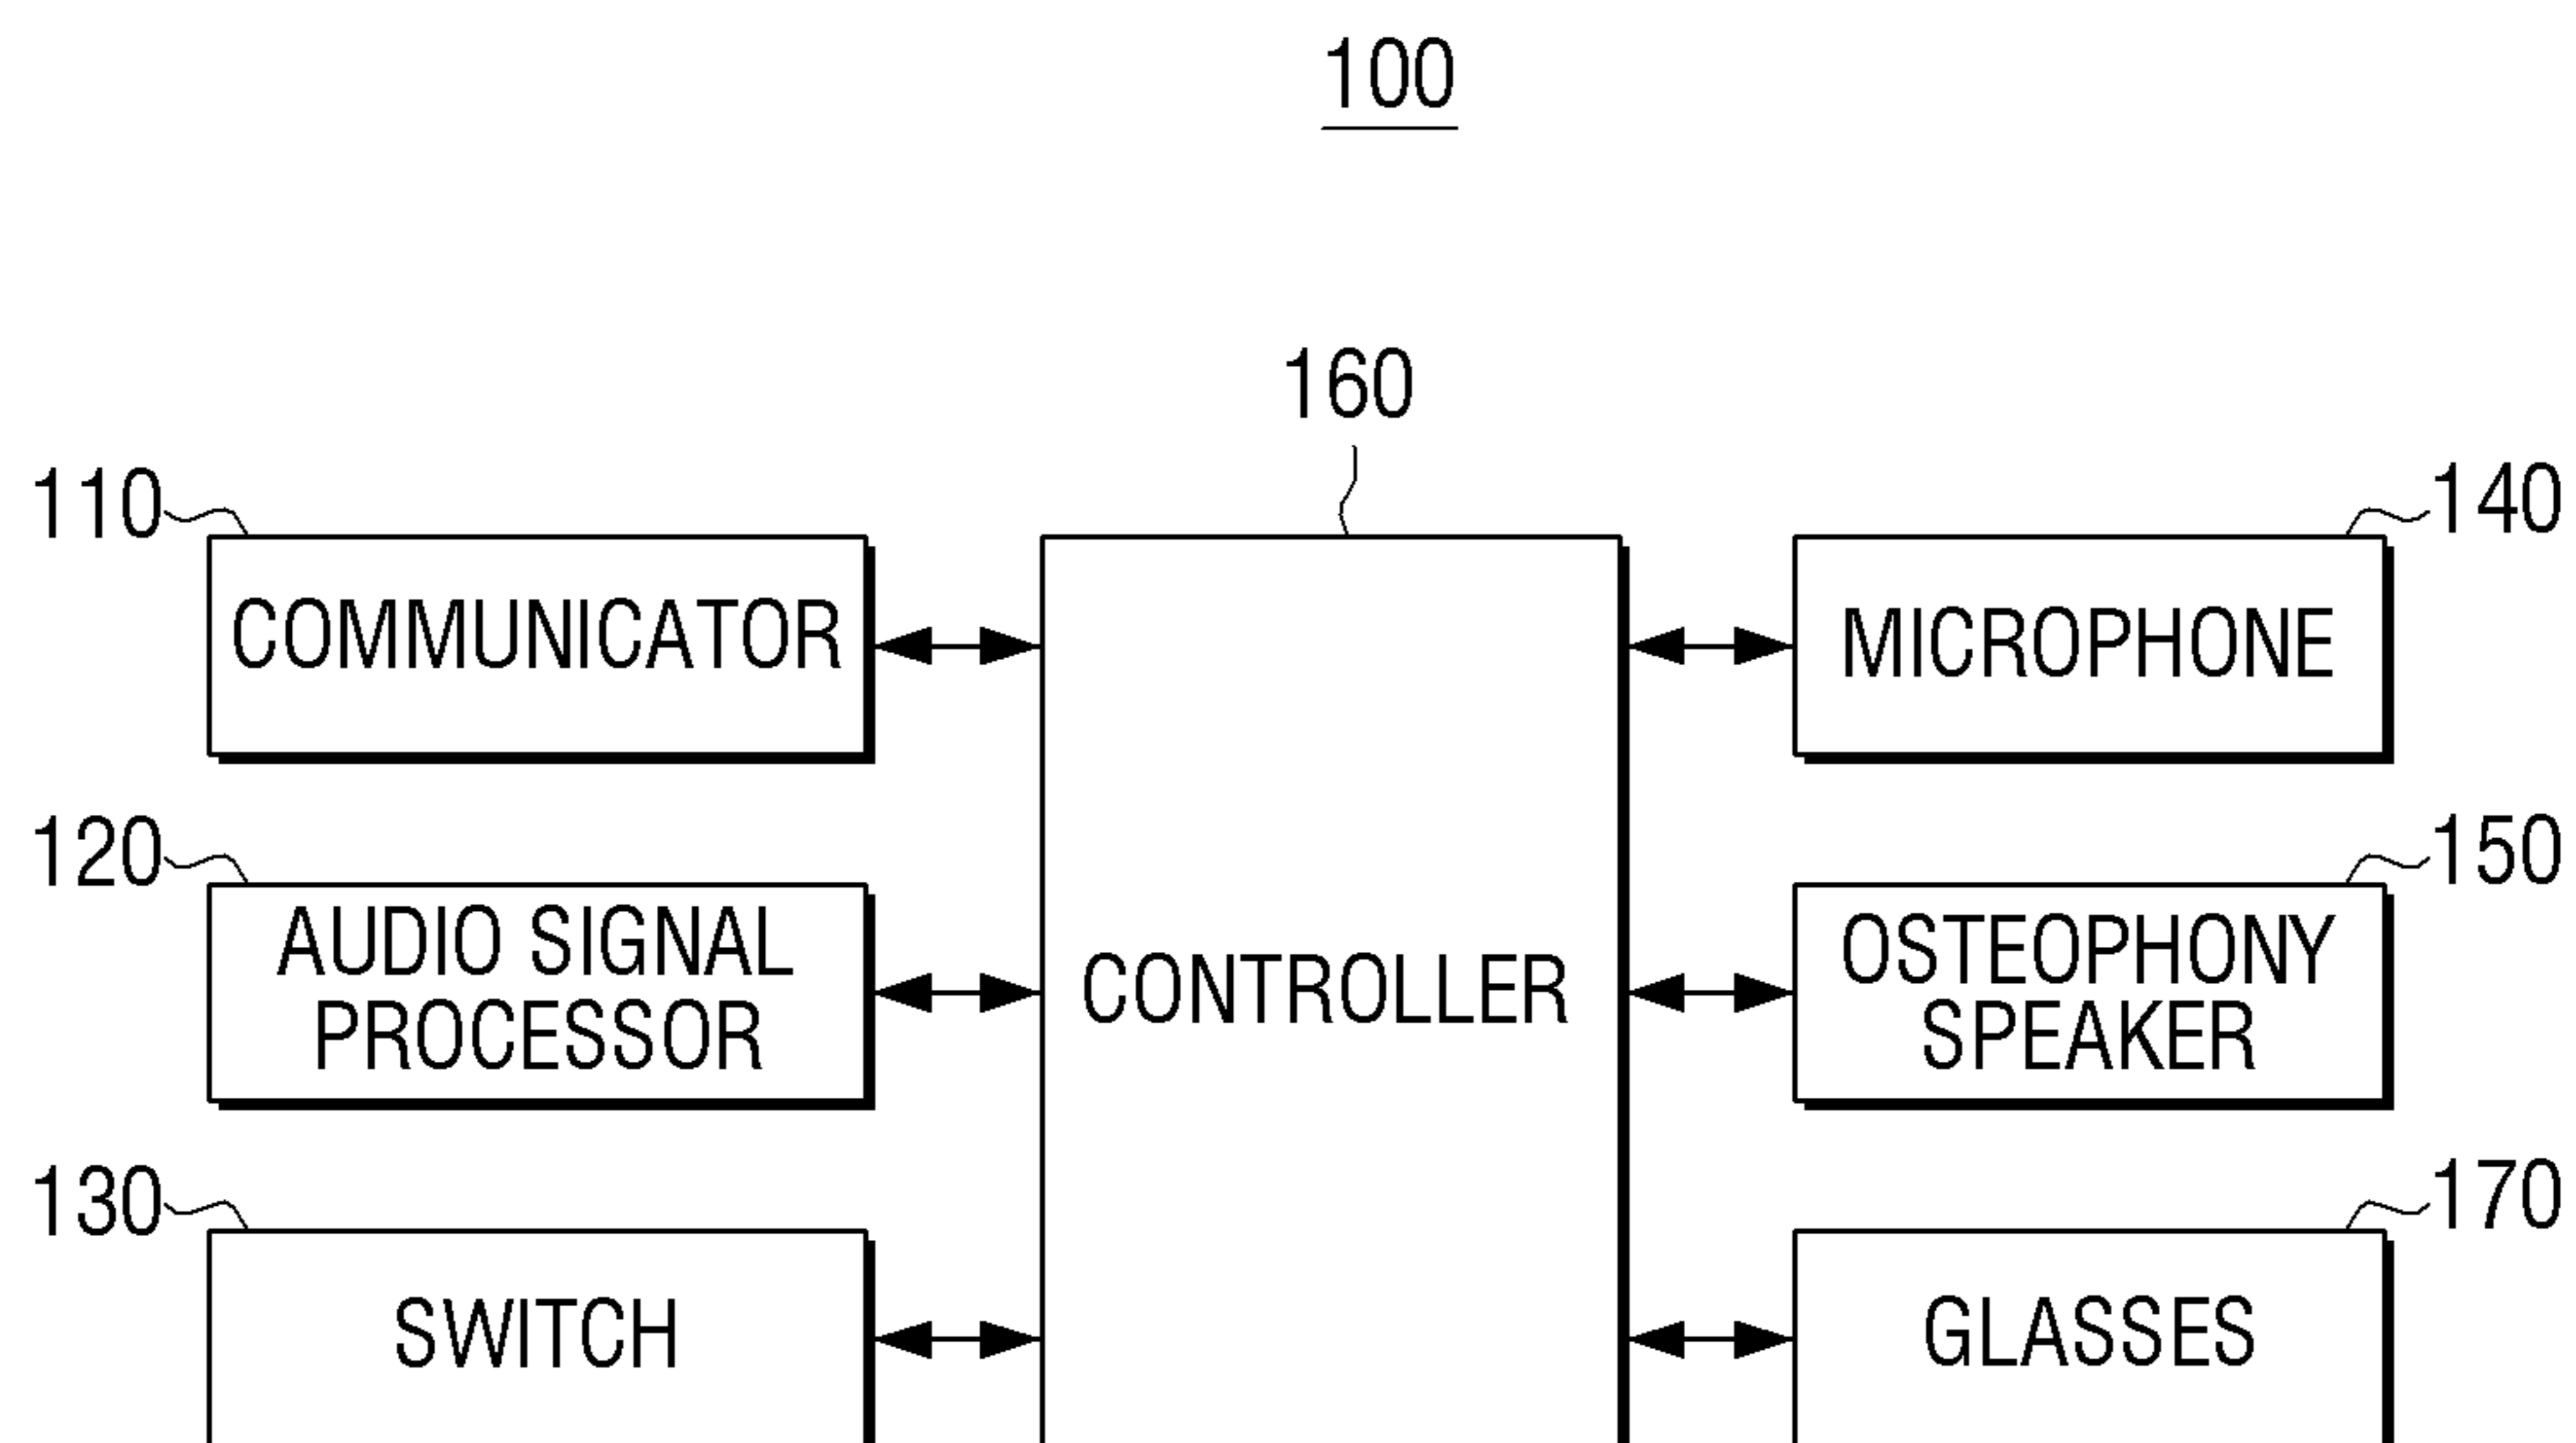 100
160
110
COMMUNICATOR
140
MICROPHONE
120
AUDIO SIGNAL
PROCESSOR
CONTROLLER
150
OSTEOPHONY
SPEAKER
130
SWITCH
170
GLASSES